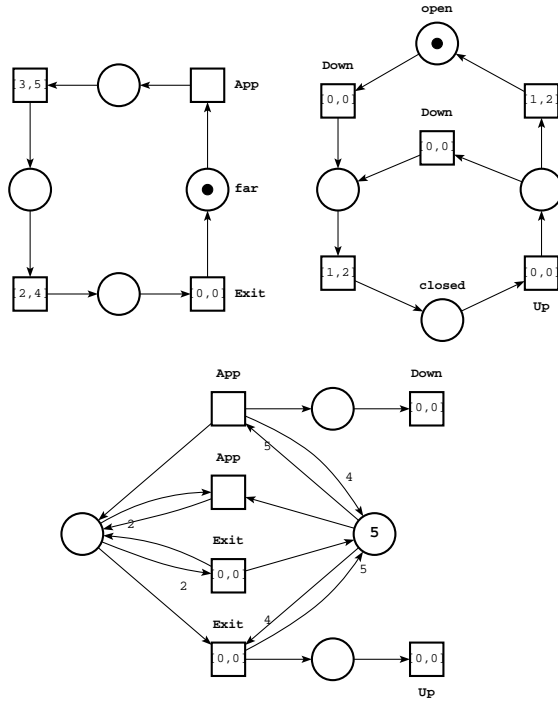 open
Down
[3,5]
App
[0,0]
[1,2]
Down
[0,0]
far
[2,4]
[0,0]
Exit
[1,2]
closed
[0,0]
Up
App
Down
[0,0]
5
4
App
2
5
Exit
[0,0]
2
5
Exit
4
[0,0]
[0,0]
Up